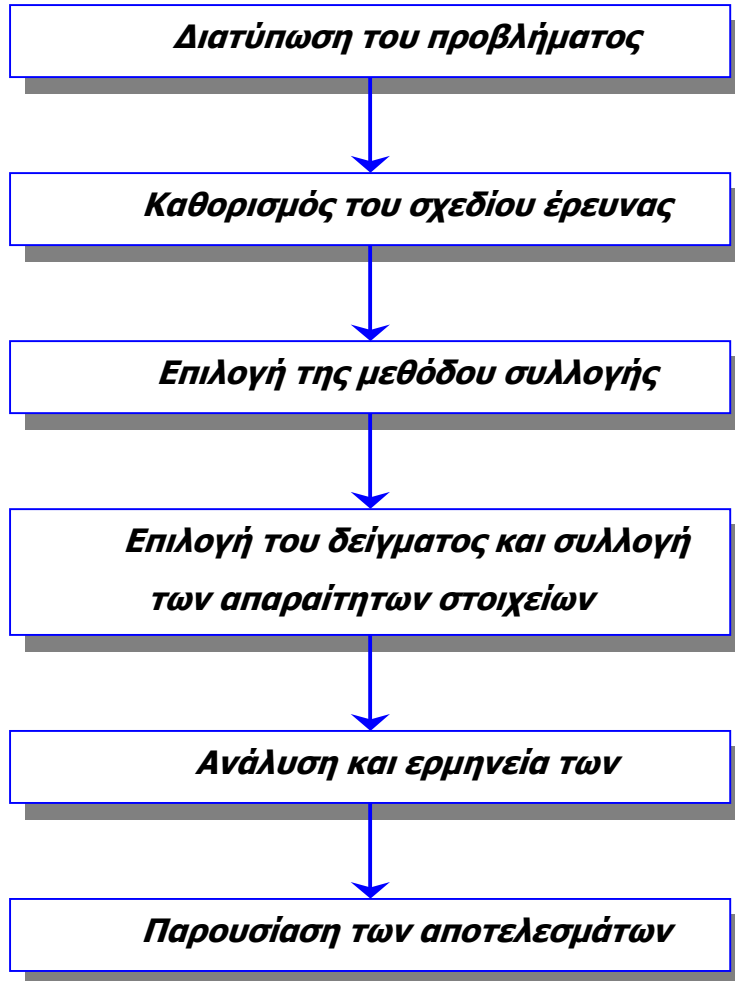 Διατύπωση του προβλήματος
Καθορισμός του σχεδίου έρευνας
Επιλογή της μεθόδου συλλογής
Επιλογή του δείγματος και συλλογή
των απαραίτητων στοιχείων
Ανάλυση και ερμηνεία των
Παρουσίαση των αποτελεσμάτων